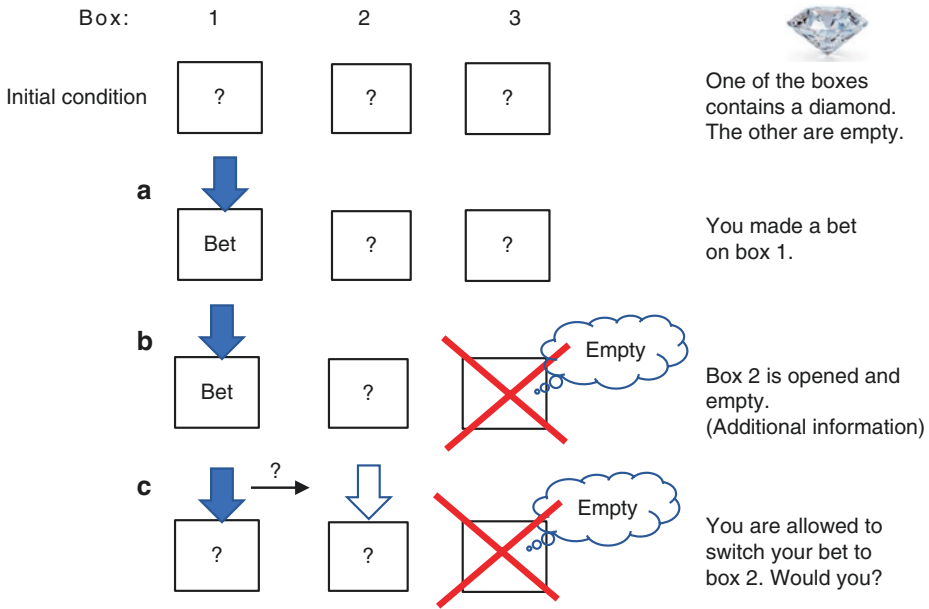 Box: 1 2 3
Initial condition ? ? ? One of the boxes
contains a diamond.
The other are empty.
a
Bet ? ? You made a bet
on box 1.
b
Empty
Bet ? Box 2 is opened and
empty.
(Additional information)
c ?
Empty
? ? You are allowed to
switch your bet to
box 2. Would you?